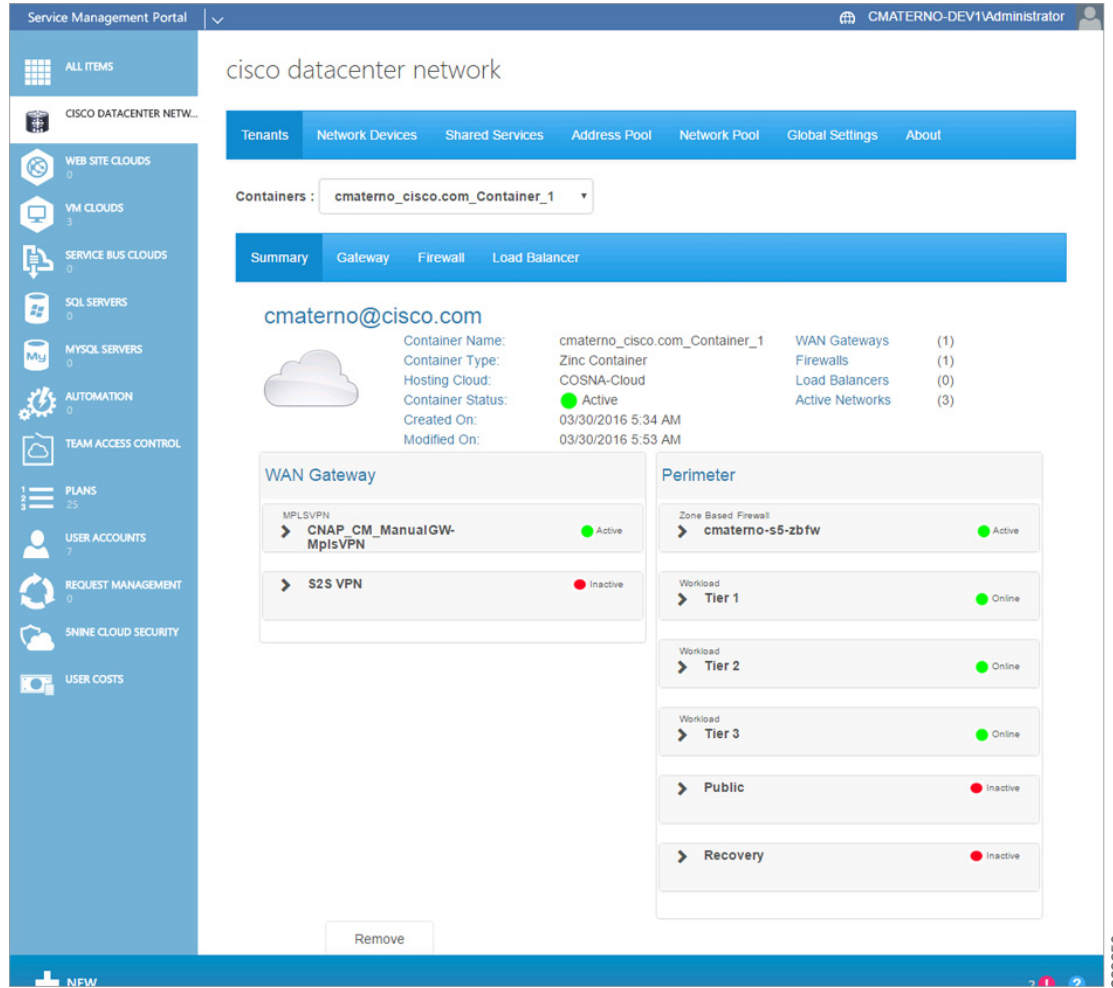 Service Management Portal
CMATERNO-DEV1\Administrator
ALL ITEMS
CISCO DATACENTER NETW...
WEB SITE CLOUDS
0
VM CLOUDS
3
SERVICE BUS CLOUDS
0
SQL SERVERS
0
My
MYSQL SERVERS
0
AUTOMATION
0
TEAM ACCESS CONTROL
1
2
3
PLANS
25
USER ACCOUNTS
7
REQUEST MANAGEMENT
0
5NINE CLOUD SECURITY
USER COSTS
cisco datacenter network
Tenants Network Devices Shared Services Address Pool Network Pool Global Settings About
Containers : cmaterno_cisco.com_Container_1
Summary Gateway Firewall Load Balancer
cmaterno@cisco.com
Container Name: cmaterno_cisco.com_Container_1 WAN Gateways (1)
Container Type: Zinc Container Firewalls (1)
Hosting Cloud: COSNA-Cloud Load Balancers (0)
Container Status: Active Active Networks (3)
Created On: 03/30/2016 5:34 AM
Modified On: 03/30/2016 5:53 AM
WAN Gateway
MPLSVPN
CNAP_CM_ManualGW-
MplsVPN
Active
S2S VPN Inactive
Perimeter
Zone Based Firewall
cmaterno-s5-zbfw Active
Workload
Tier 1 Online
Workload
Tier 2 Online
Workload
Tier 3 Online
Public Inactive
Recovery Inactive
Remove
NEW
2 ! ?